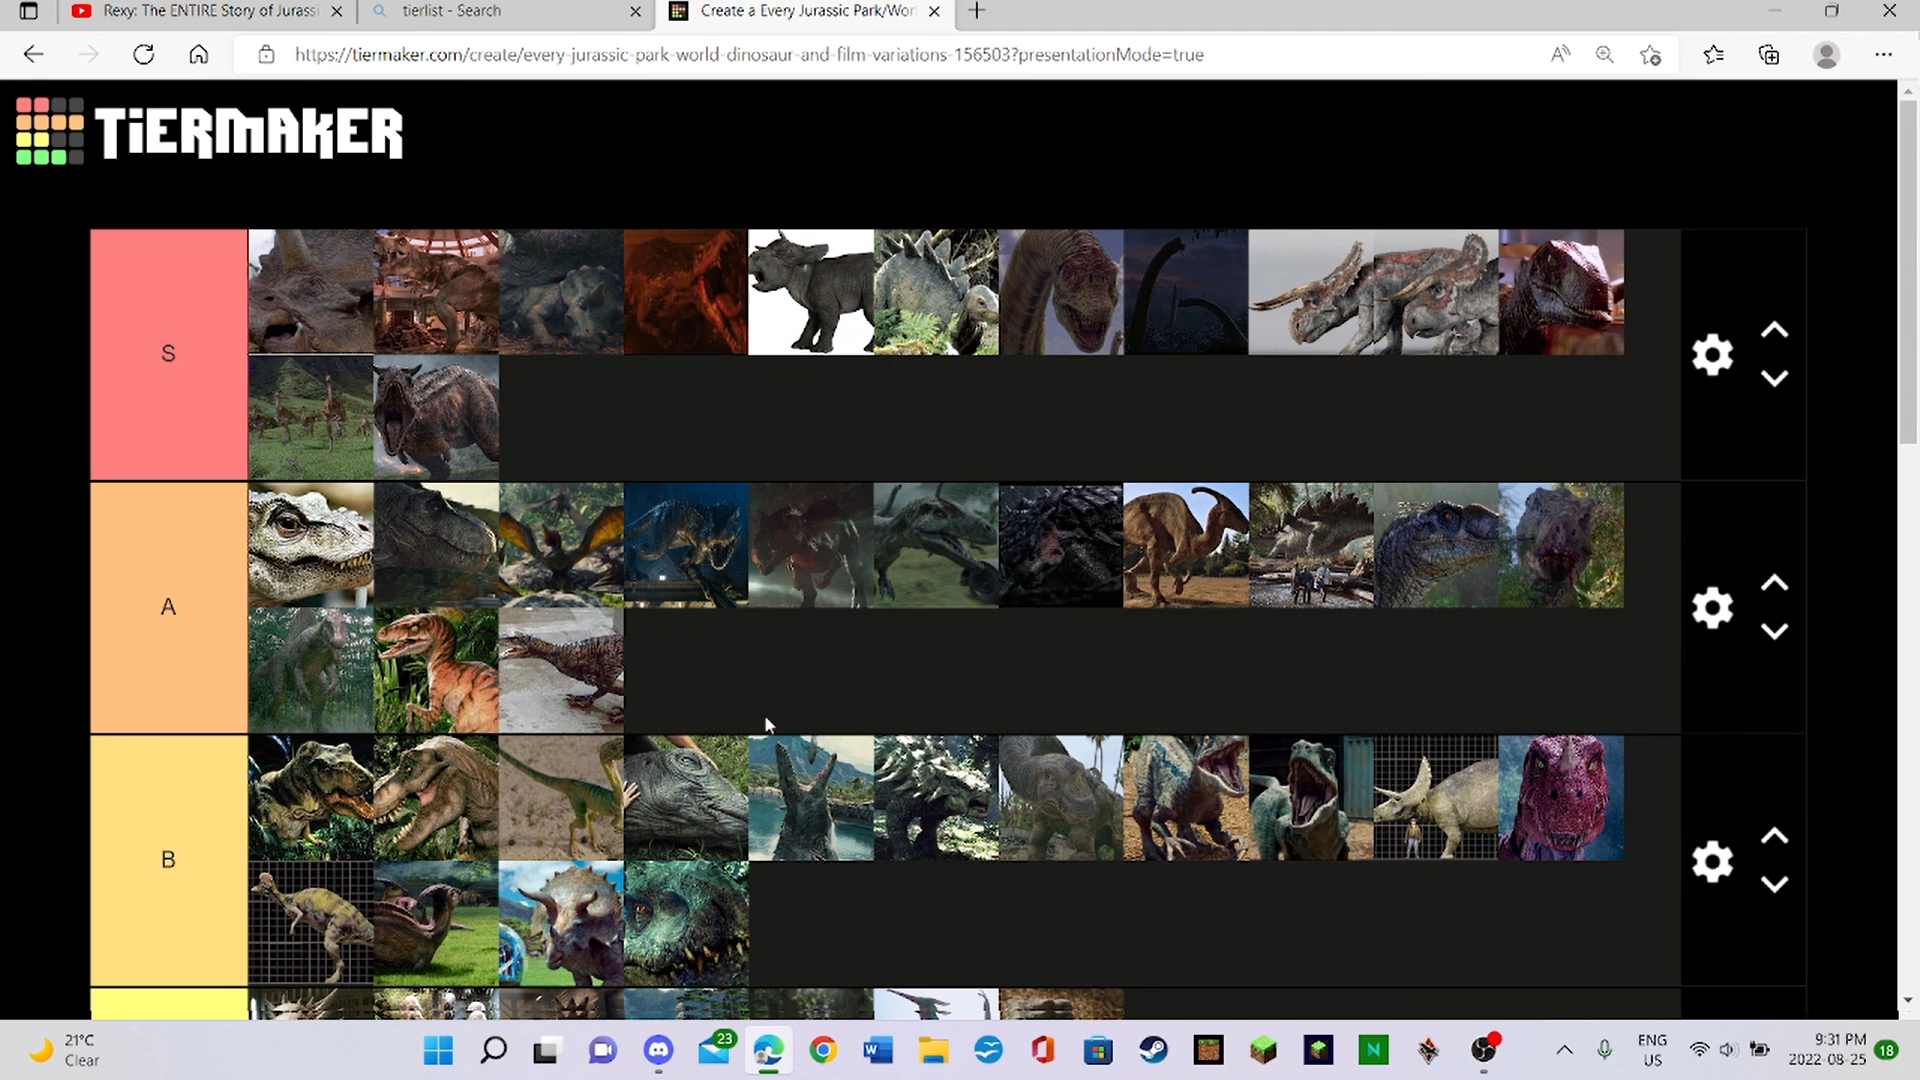 Rexy: The ENTIRE Story of Jurass
tierlist - Search
Create a Every Jurassic Park/Wor
https://tiermaker.com/create/every-jurassic-park-world-dinosaur-and-film-variations-156503?presentationMode=true
TiERMAKER
S
A
B
21°C
Clear
23
ENG
US
9:31 PM
2022-08-25
18